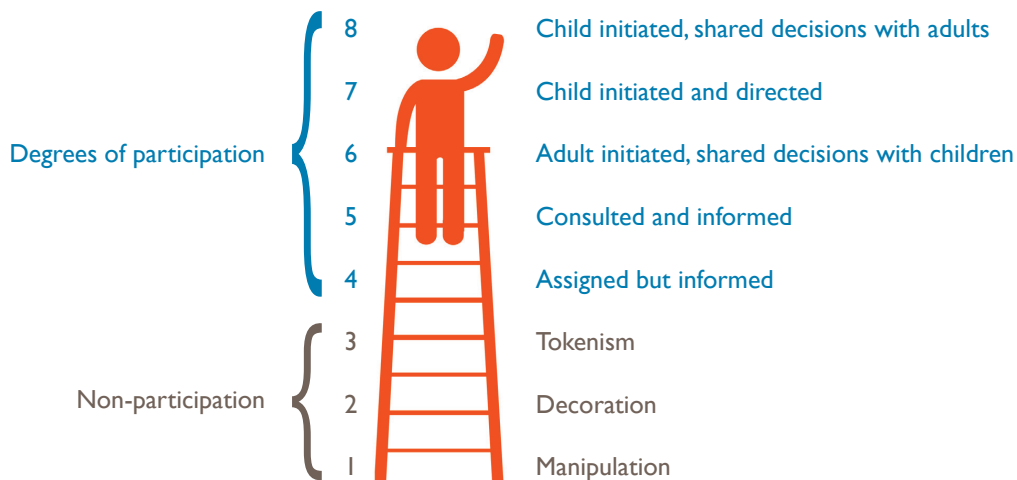 8 Child initiated, shared decisions with adults
7 Child initiated and directed
Degrees of participation 6 Adult initiated, shared decisions with children
5 Consulted and informed
4 Assigned but informed
3 Tokenism
Non-participation 2 Decoration
1 Manipulation